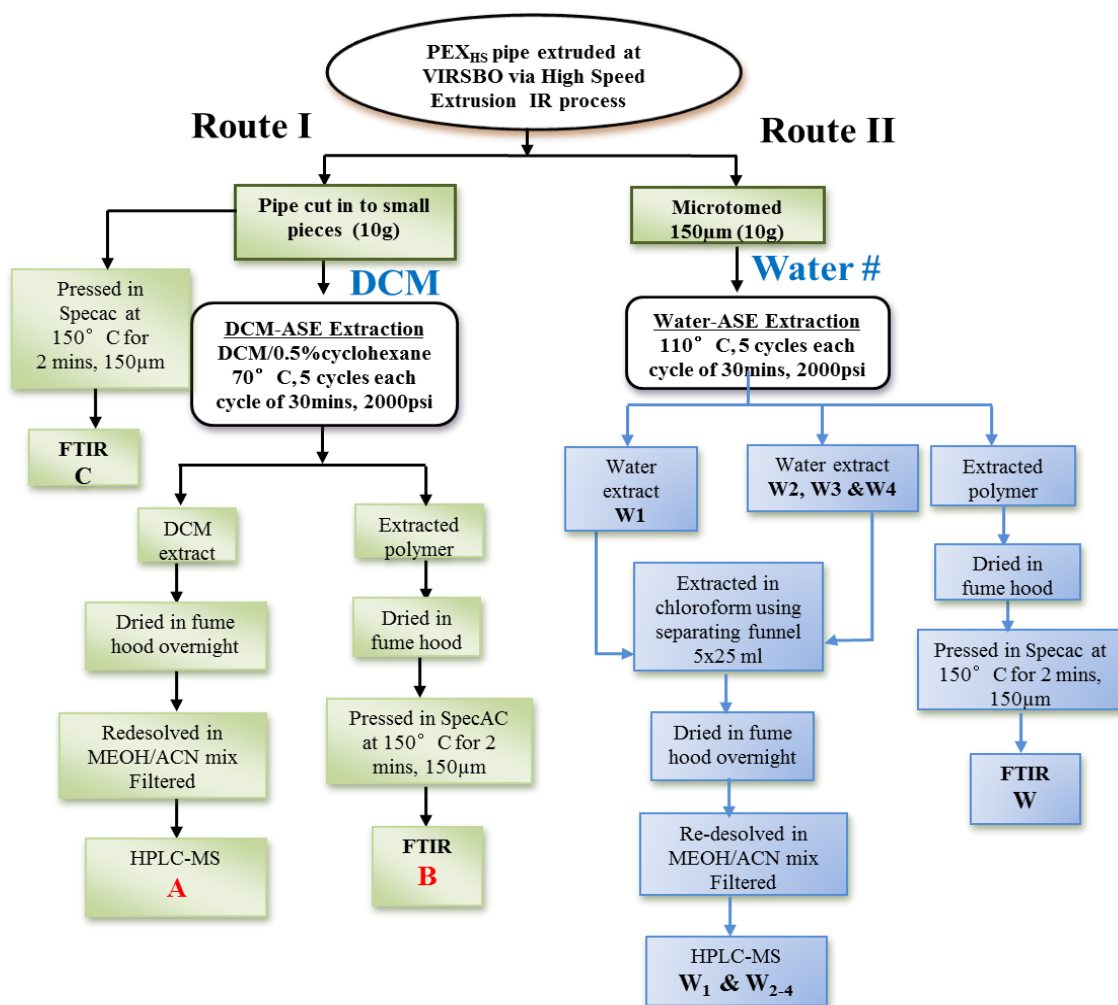 PEXHS pipe extruded at
VIRSBO via High Speed
Extrusion IR process
Route I
Route II
Pipe cut in to small
pieces (10g)
Microtomed
150µm (10g)
DCM
Water #
Pressed in
Specac at
150° C for
2 mins, 150µm
DCM-ASE Extraction
DCM/0.5%cyclohexane
70° C, 5 cycles each
cycle of 30mins, 2000psi
Water-ASE Extraction
110° C, 5 cycles each
cycle of 30mins, 2000psi
FTIR
C
Water
extract
W1
Water extract
W2, W3 &W4
Extracted
polymer
DCM
extract
Extracted
polymer
Dried in
fume hood
Extracted in
chloroform using
separating funnel
5x25 ml
Dried in fume
hood overnight
Dried in
fume hood
Pressed in Specac at
150° C for 2 mins,
150µm
Redesolved in
MEOH/ACN mix
Filtered
Pressed in SpecAC
at 150° C for 2
mins, 150µm
Dried in fume
hood overnight
FTIR
W
HPLC-MS
A
FTIR
B
Re-desolved in
MEOH/ACN mix
Filtered
HPLC-MS
W1 & W2-4